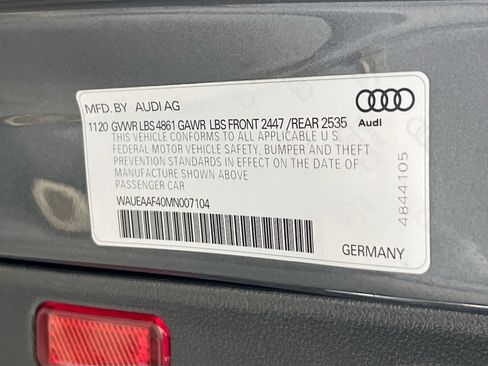 MFD. BY AUDI AG
1120 GVWR LBS 4861 GAWR LBS FRONT 2447 /REAR 2535
THIS VEHICLE CONFORMS TO ALL APPLICABLE U.S.
FEDERAL MOTOR VEHICLE SAFETY, BUMPER AND THEFT
PREVENTION STANDARDS IN EFFECT ON THE DATE OF
MANUFACTURE SHOWN ABOVE
PASSENGER CAR
WAUEAAF40MN007104
Audi
4844105
GERMANY